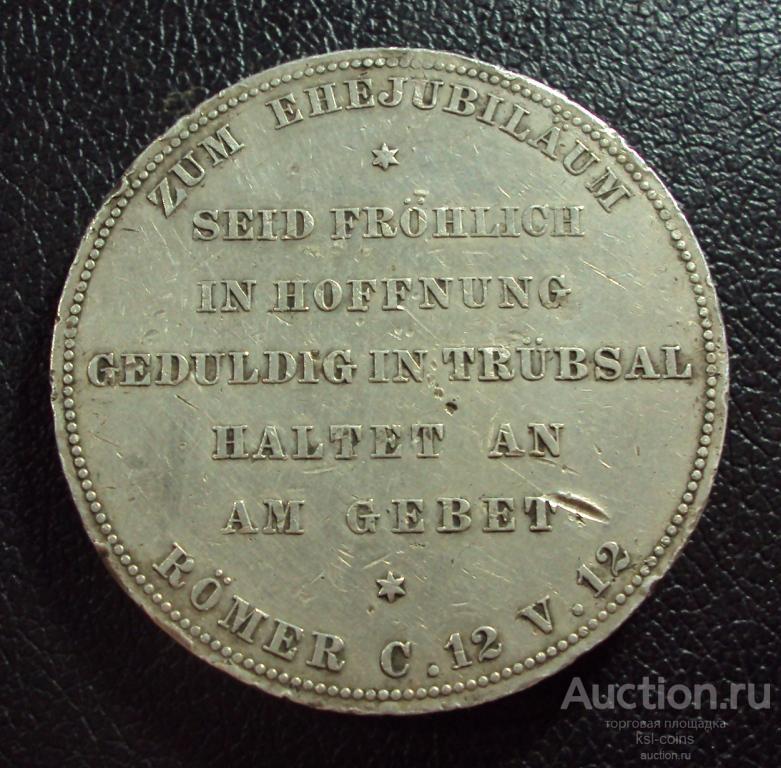 ZUM EHEJUBILÄUM
SEID FRÖHLICH
IN HOFFNUNG
GEDULDIG IN TRÜBSAL
HALTET AN
AM GEBET
RÖMER C. 12 V. 12
Auction.ru
торговая площадка
ksl-coins
auction.ru